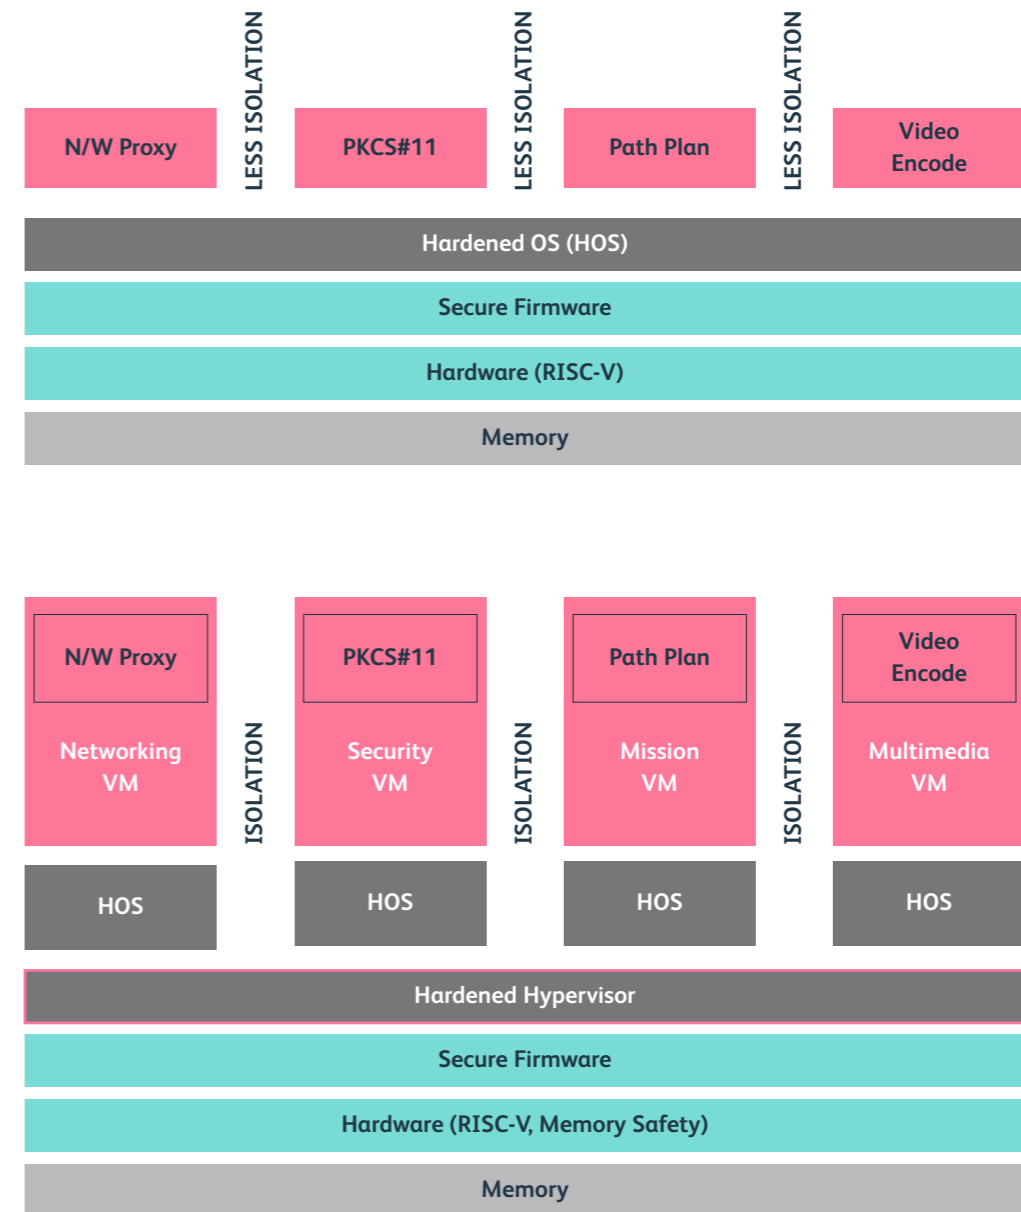 LESS ISOLATION
LESS ISOLATION
LESS ISOLATION
N/W Proxy
PKCS#11
Path Plan
Video
Encode
Hardened OS (HOS)
Secure Firmware
Hardware (RISC-V)
Memory
N/W Proxy
PKCS#11
Path Plan
Video
Encode
Networking
VM
Security
VM
Mission
VM
Multimedia
VM
ISOLATION
ISOLATION
ISOLATION
HOS
HOS
HOS
HOS
Hardened Hypervisor
Secure Firmware
Hardware (RISC-V, Memory Safety)
Memory